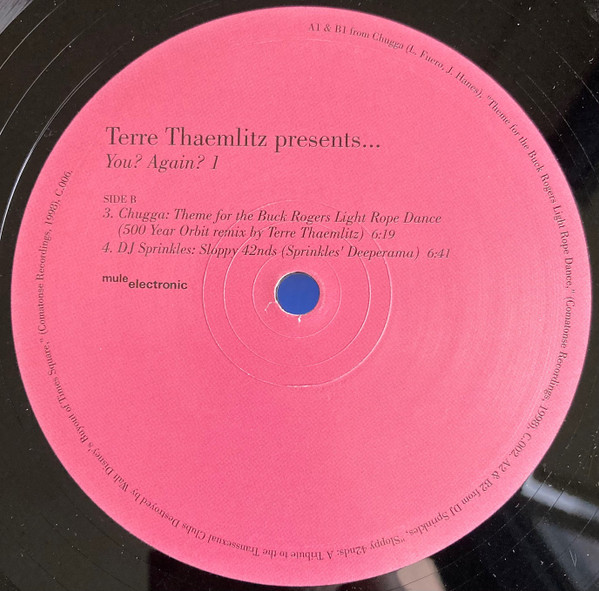 Terre Thaemlitz presents...
You? Again? 1
SIDE B
3. Chugga: Theme for the Buck Rogers Light Rope Dance
(500 Year Orbit remix by Terre Thaemlitz) 6:19
4. DJ Sprinkles: Sloppy 42nds (Sprinkles' Deeperama) 6:41
mule electronic
A1 & B1 from Chugga (L. Fuero, J. Hanes), "Theme for the Buck Rogers Light Rope Dance," (Comatonse Recordings, 1998), C.002. A2 & B2 from DJ Sprinkles, "Sloppy 42nds: A Tribute to the Transsexual Clubs Destroyed by Walt Disney's Buyout of Times Square," (Comatonse Recordings, 1998), C.006.